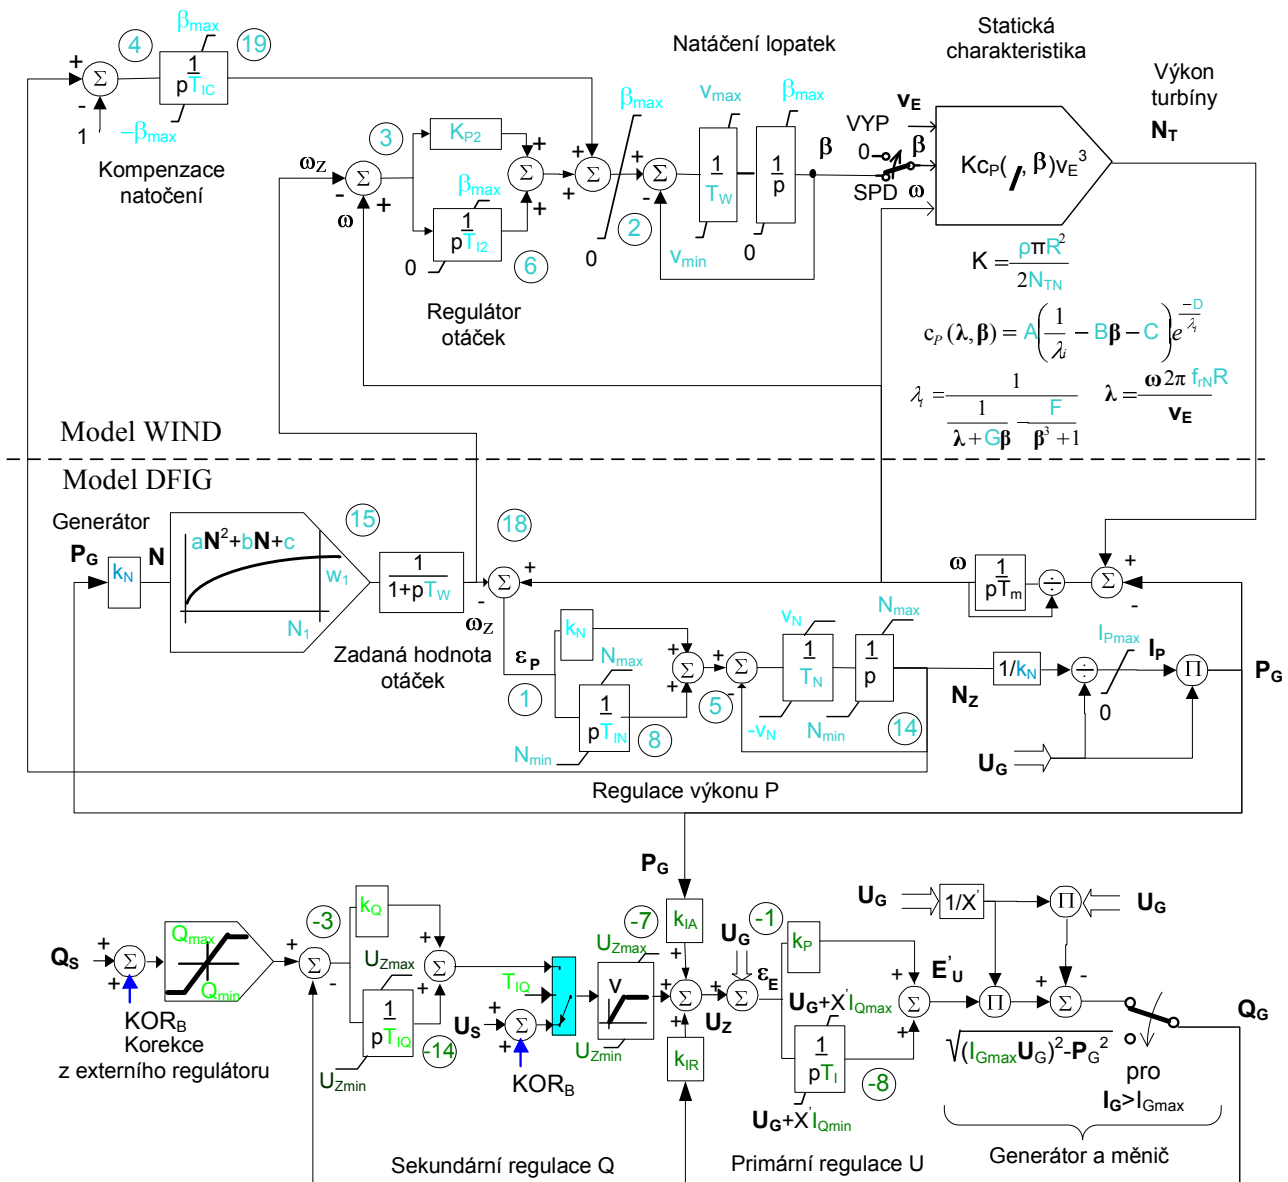 β_max
4
19
+
Σ
1
pT_IC
-
1
-β_max
Kompenzace
natočení
3
K_P2
ω_Z
Σ
-
+
ω
β_max
1
pT_I2
0
6
+
Σ
+
+
Σ
+
Regulátor
otáček
Natáčení lopatek
β_max
0
2
Σ
-
v_max
1
T_W
v_min
β_max
1
p
0
β
VYP
0
SPD
Statická
charakteristika
v_E
β
ω
Kc_P(λ, β)v_E^3
Výkon
turbíny
N_T
K = ρπR^2 / 2N_TN
c_P (λ,β) = A(1/λ_i − Bβ − C)e^(−D/λ_i)
λ_i = 1 / (1/(λ+Gβ) − F/(β^3+1))
λ = ω2π f_rN R / v_E
Model WIND
Model DFIG
Generátor
P_G
k_N
N
aN^2+bN+c
w_1
N_1
15
1
1+pT_W
18
-
Σ
+
ω_Z
Zadaná hodnota
otáček
ε_P
1
k_N
N_max
1
pT_IN
N_min
8
+
Σ
+
5
+
Σ
-
v_N
1
T_N
-v_N
N_max
1
p
N_min
14
ω
1
pT_m
÷
Σ
+
-
N_Z
1/k_N
÷
I_Pmax
0
I_P
Π
P_G
U_G
Regulace výkonu P
Q_S
+
Σ
+
KOR_B
Korekce
z externího regulátoru
Q_max
Q_min
+
Σ
-
-3
k_Q
U_Zmax
1
pT_IQ
U_Zmin
-14
+
Σ
+
T_IQ
U_S
+
Σ
+
KOR_B
-7
U_Zmax
V
U_Zmin
P_G
k_IA
+
+
Σ
+
k_IR
U_G
+
Σ
U_Z
-1
ε_E
k_P
U_G+X'I_Qmax
1
pT_I
U_G+X'I_Qmin
-8
+
Σ
+
E'_U
U_G
1/X'
Π
U_G
Π
+
Σ
-
√(I_GmaxU_G)^2-P_G^2
Q_G
pro
I_G>I_Gmax
Sekundární regulace Q
Primární regulace U
Generátor a měnič